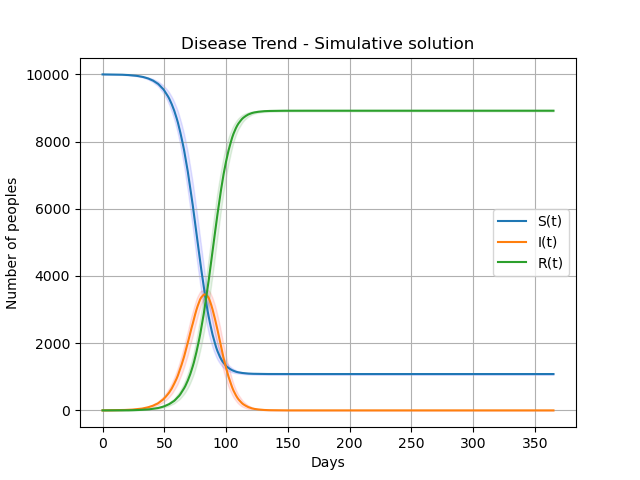 Disease Trend - Simulative solution
Number of peoples
10000
8000
6000
4000
2000
0
S(t)
I(t)
R(t)
0 50 100 150 200 250 300 350
Days